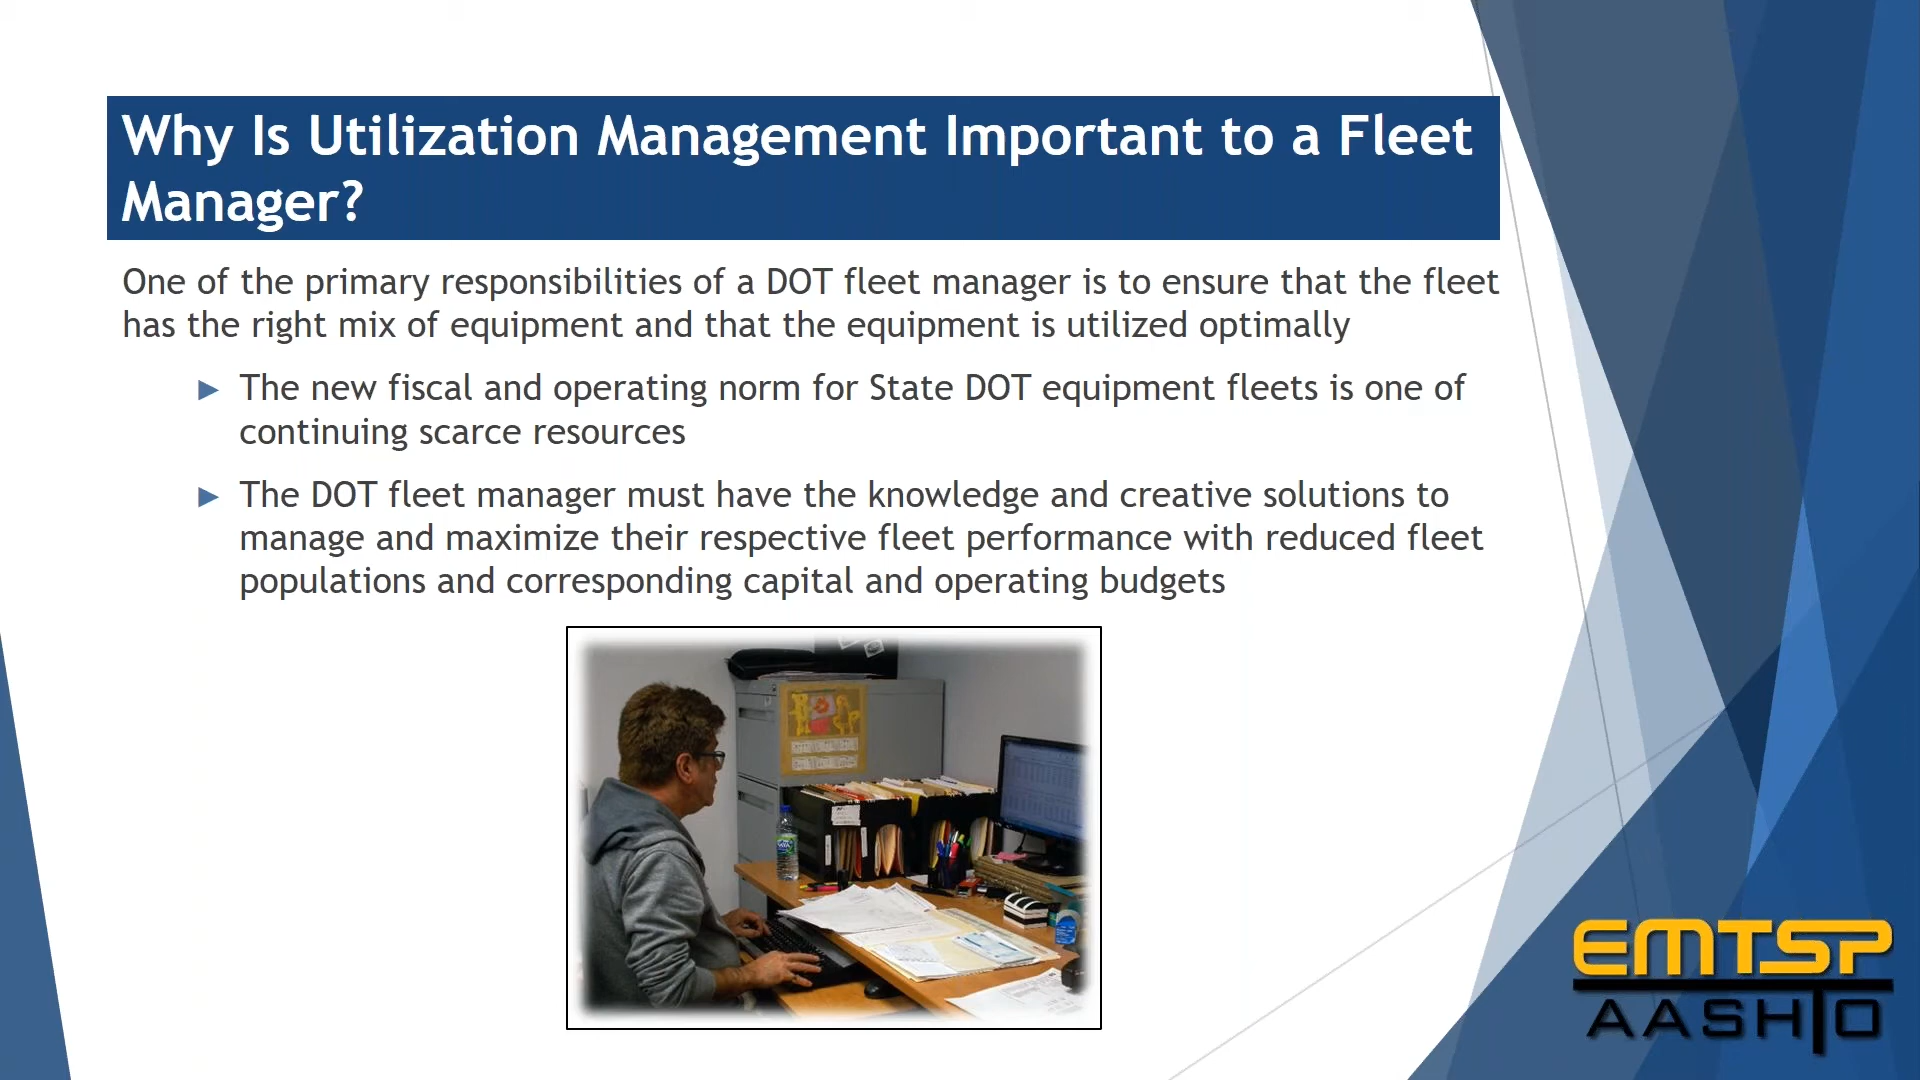 Why Is Utilization Management Important to a Fleet
Manager?
One of the primary responsibilities of a DOT fleet manager is to ensure that the fleet
has the right mix of equipment and that the equipment is utilized optimally
The new fiscal and operating norm for State DOT equipment fleets is one of
continuing scarce resources
The DOT fleet manager must have the knowledge and creative solutions to
manage and maximize their respective fleet performance with reduced fleet
populations and corresponding capital and operating budgets
EMTSP
AASHTO